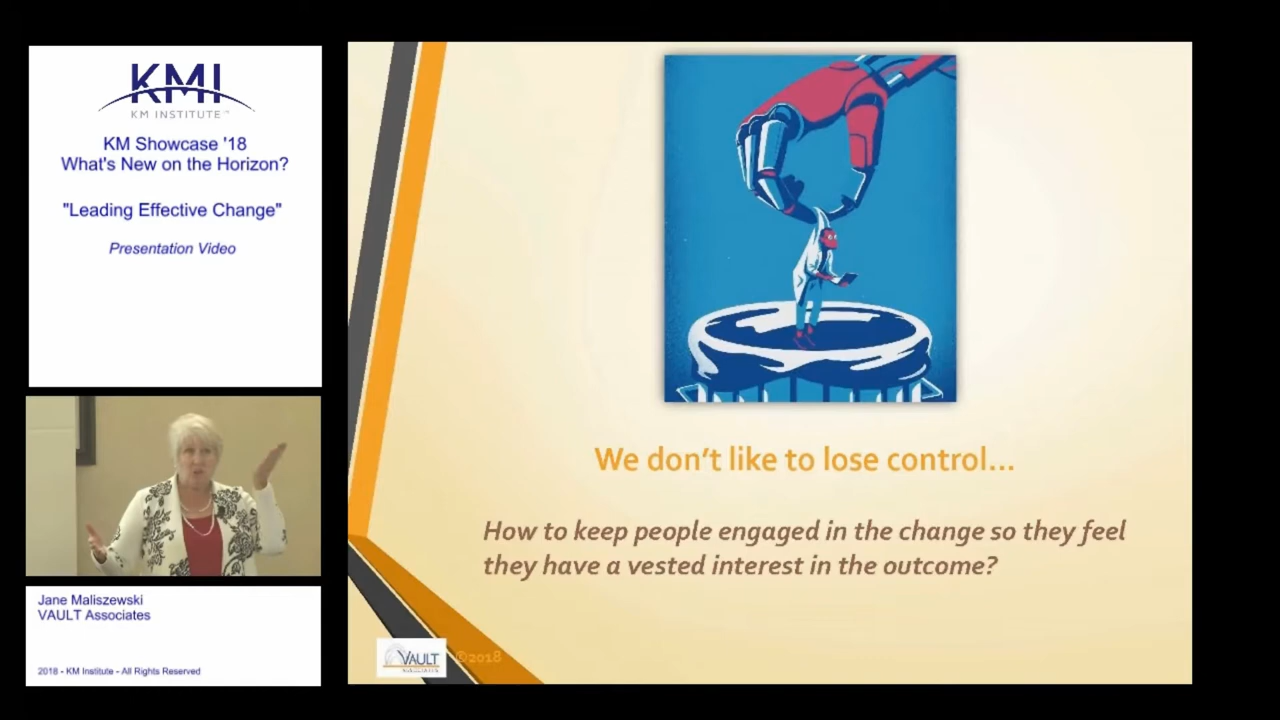 KMI
KM INSTITUTE
KM Showcase '18
What's New on the Horizon?
"Leading Effective Change"
Presentation Video
Jane Maliszewski
VAULT Associates
2018 - KM Institute - All Rights Reserved
We don't like to lose control...
How to keep people engaged in the change so they feel
they have a vested interest in the outcome?
VAULT
©2018